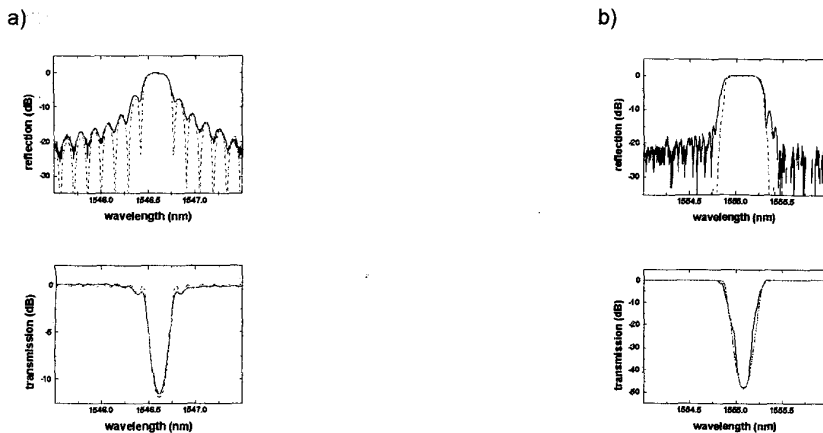 a)
b)
0
-10
-20
-30
reflection (dB)
1546.0 1546.5 1547.0
wavelength (nm)
0
-10
-20
-30
reflection (dB)
1554.5 1555.0 1555.5
wavelength (nm)
0
-5
-10
transmission (dB)
1546.0 1546.5 1547.0
wavelength (nm)
0
-10
-20
-30
-40
-50
transmission (dB)
1554.5 1555.0 1555.5
wavelength (nm)